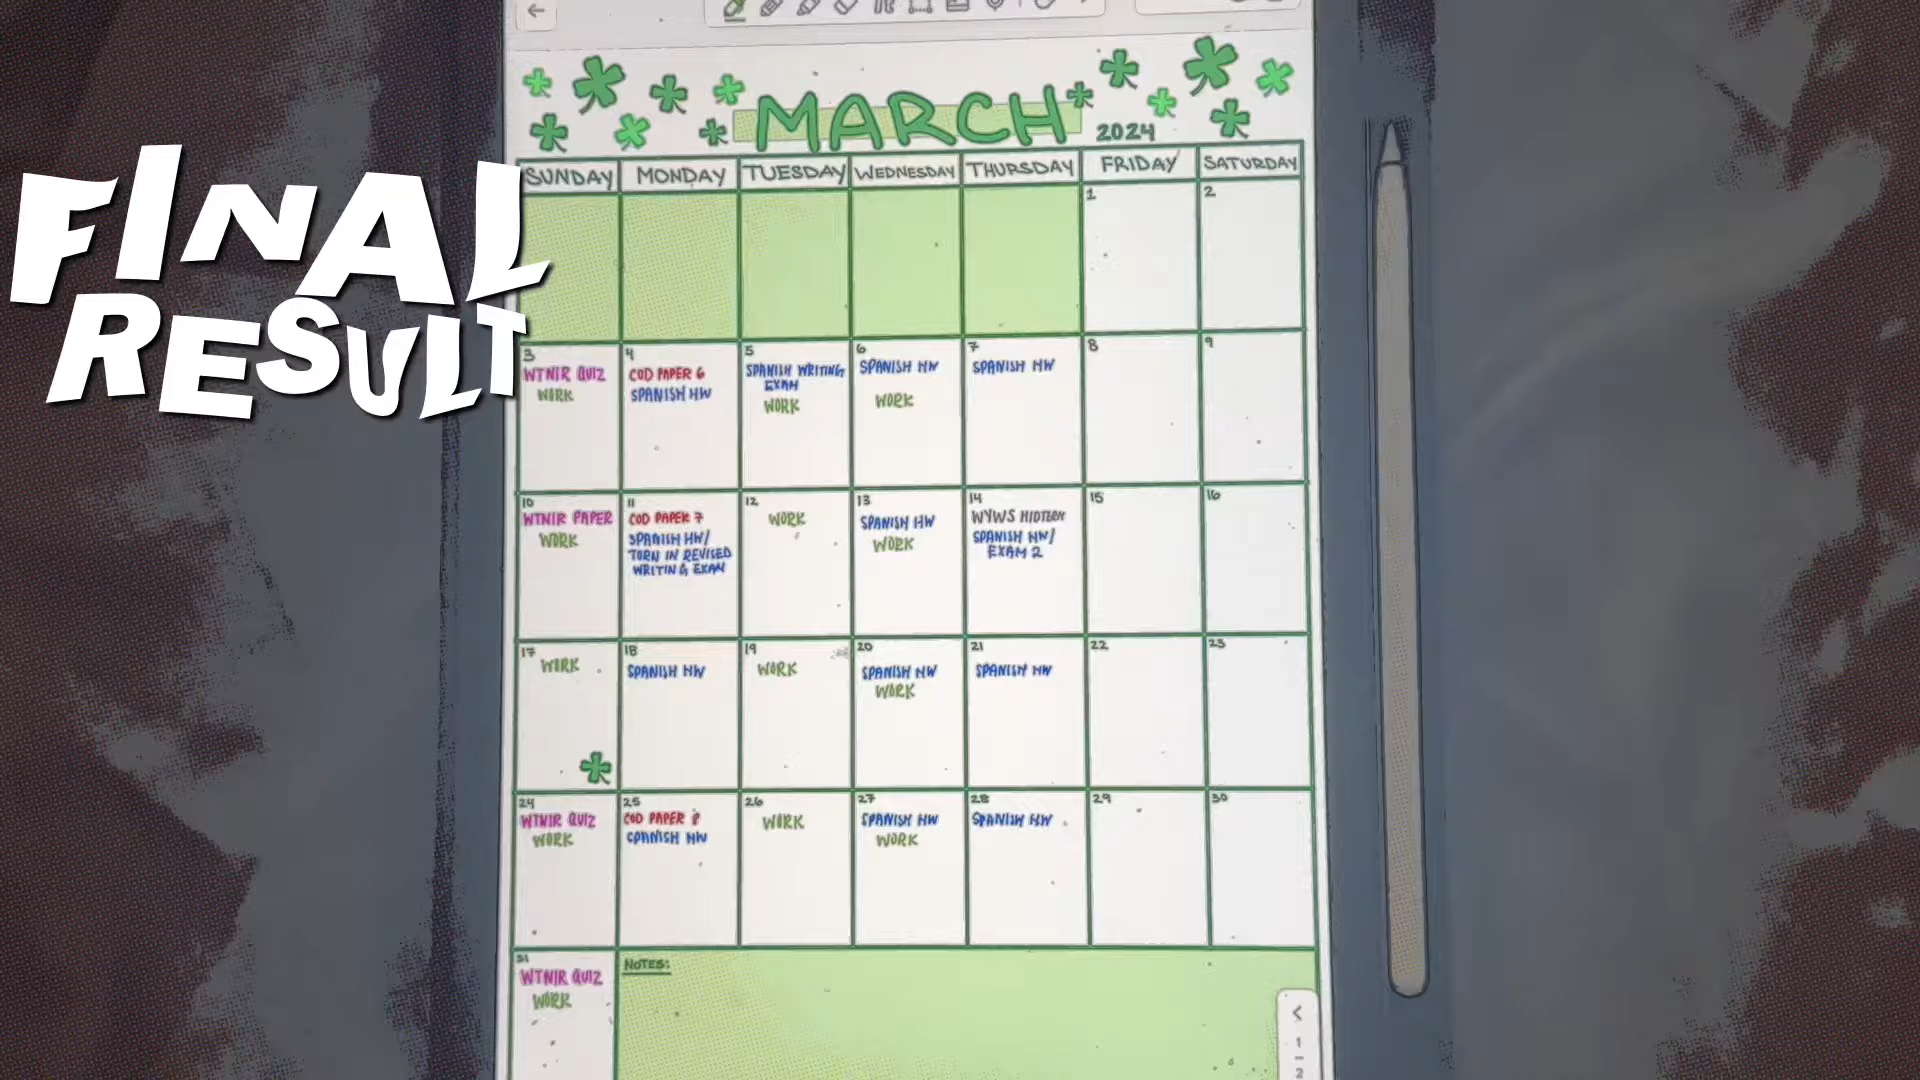 FINAL
RESULT
MARCH
2024
SUNDAY MONDAY TUESDAY WEDNESDAY THURSDAY FRIDAY SATURDAY
1 2
3 4 5 6 7 8 9
WTNIR QUIZ
WORK
COD PAPER 6
SPANISH HW
SPANISH WRITING
EXAM
WORK
SPANISH HW
WORK
SPANISH HW
10 11 12 13 14 15 16
WTNIR PAPER
WORK
COD PAPER 7
SPANISH HW/
TURN IN REVISED
WRITING EXAM
WORK
SPANISH HW
WORK
WYWS MIDTERM
SPANISH HW/
EXAM 2
17 18 19 20 21 22 23
WORK
SPANISH HW
WORK
SPANISH HW
WORK
SPANISH HW
24 25 26 27 28 29 30
WTNIR QUIZ
WORK
COD PAPER 8
SPANISH HW
WORK
SPANISH HW
WORK
SPANISH HW
31
WTNIR QUIZ
WORK
NOTES:
1
2